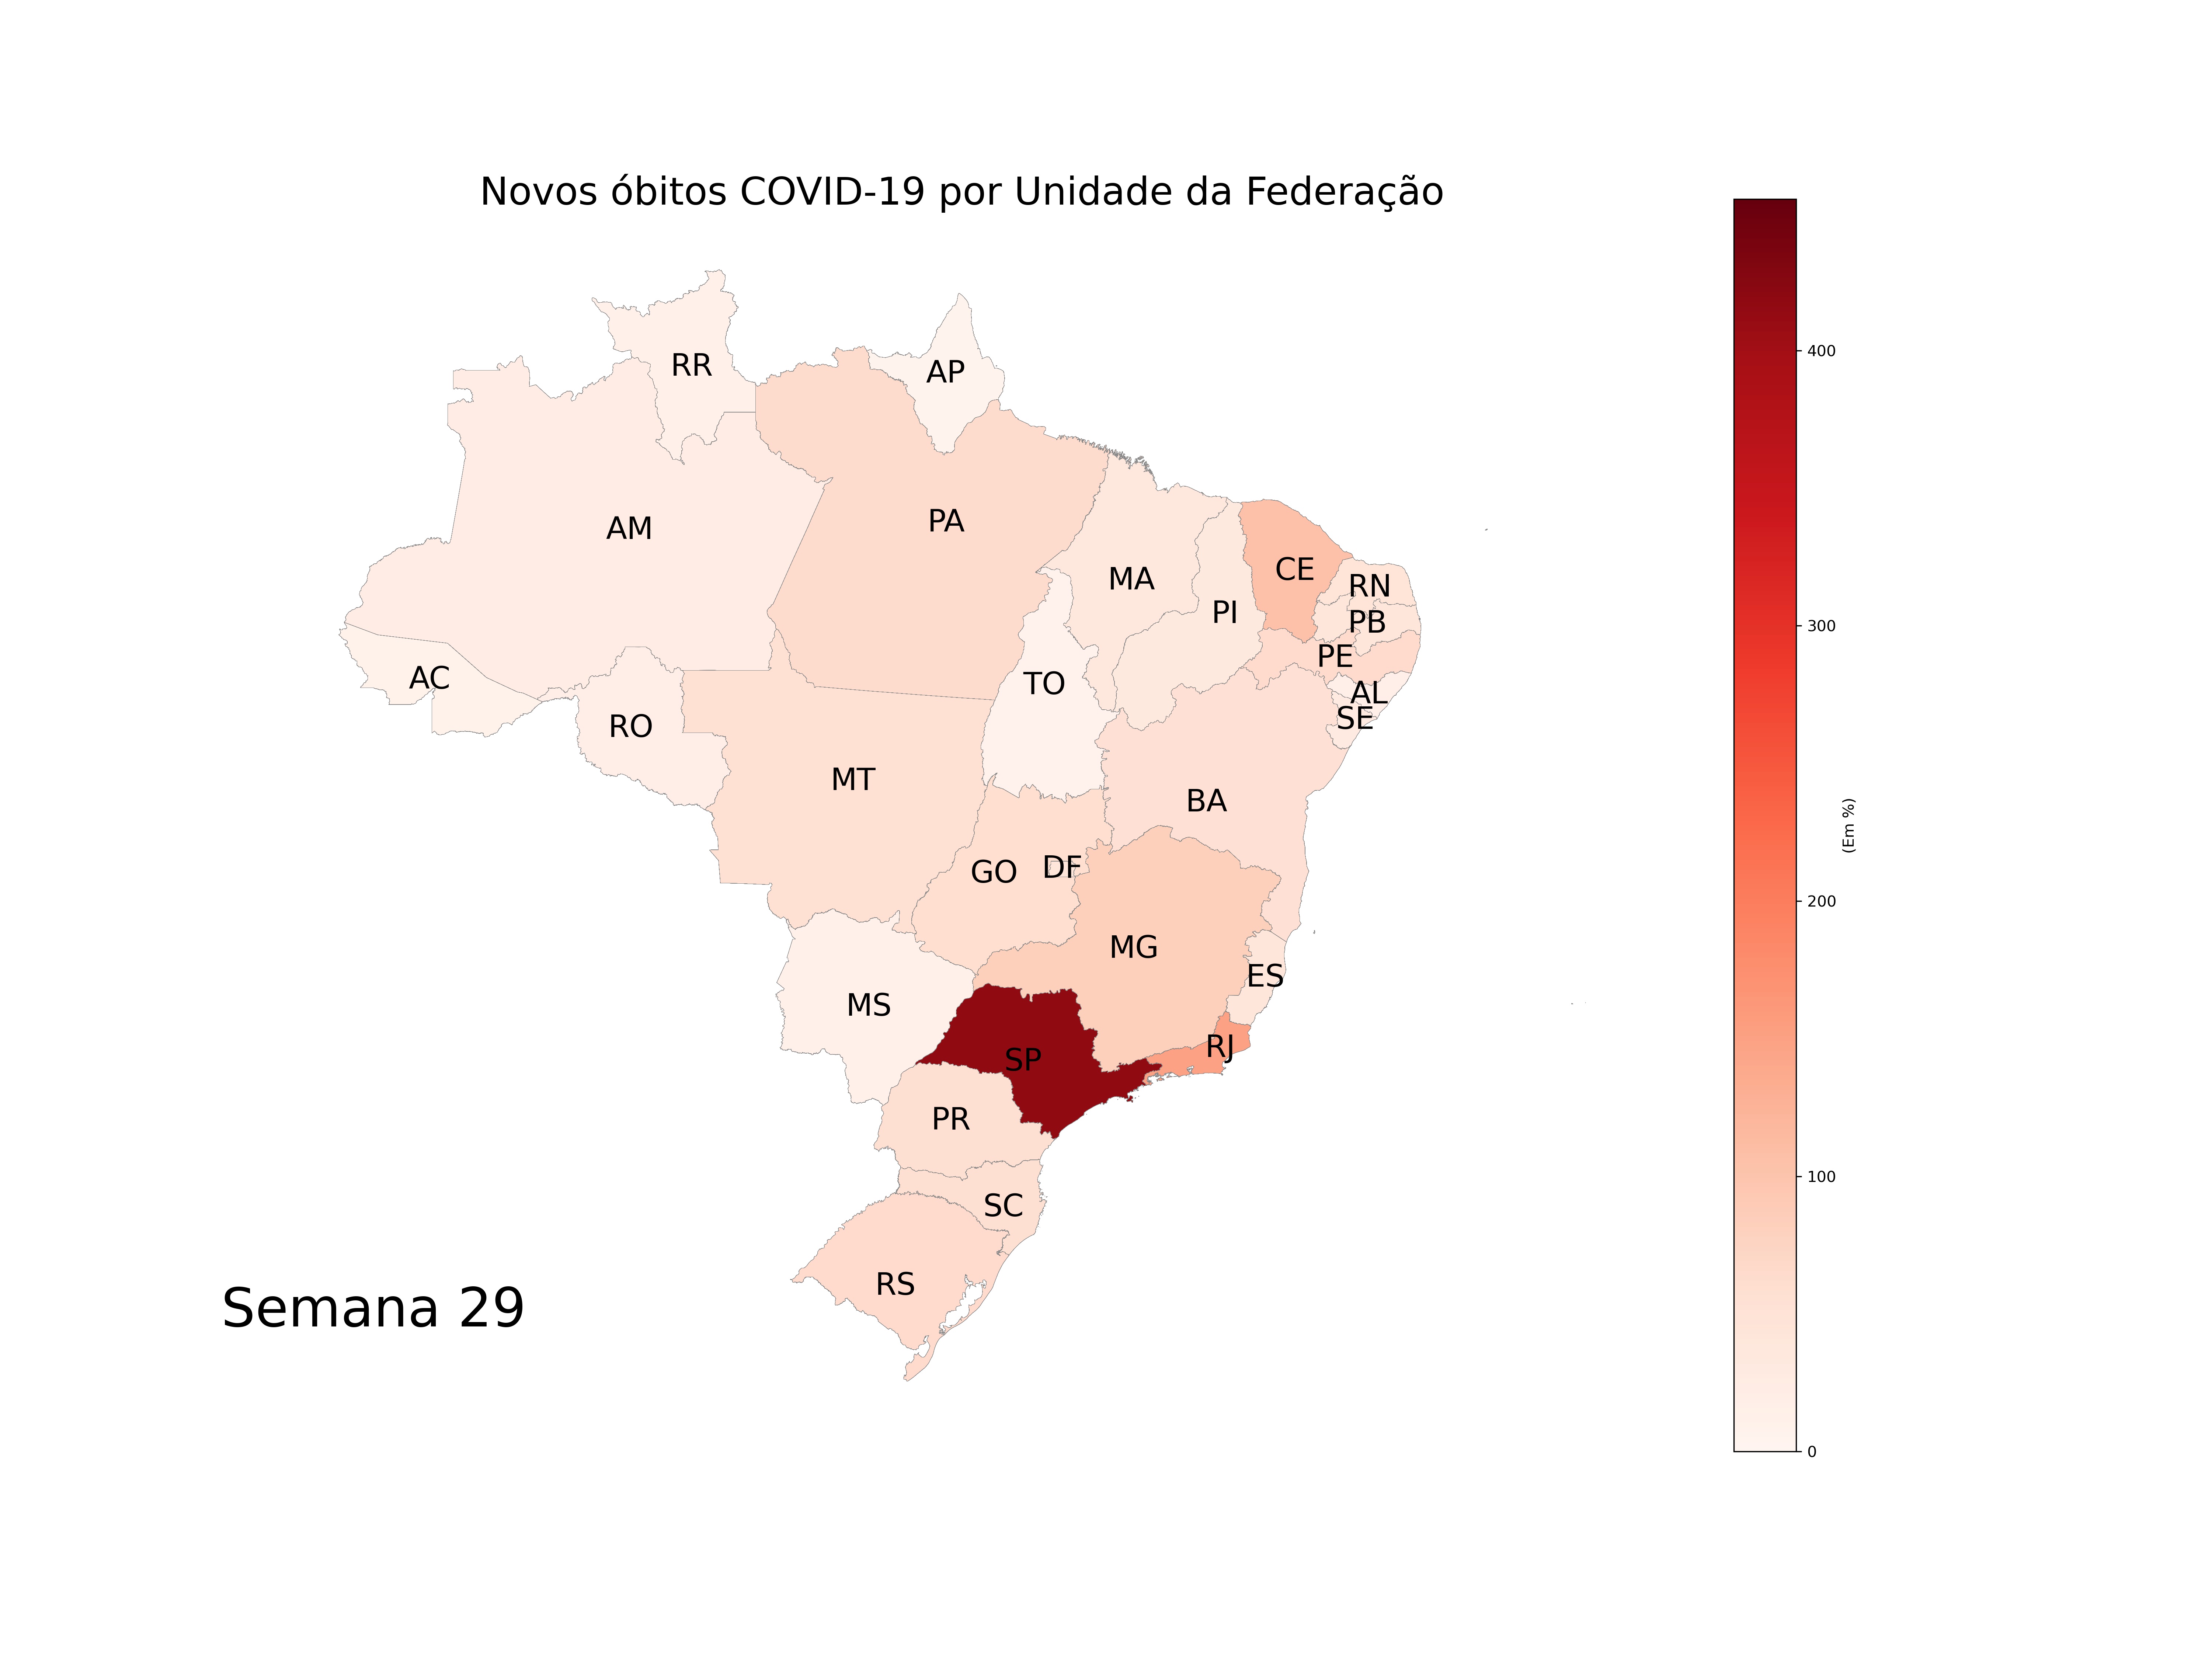 Novos óbitos COVID-19 por Unidade da Federação
RR
AP
AM
PA
MA
CE
RN
PI
PB
PE
AC
TO
AL
SE
RO
MT
BA
GO
DF
MG
ES
MS
RJ
SP
PR
SC
RS
Semana 29
400
300
200
100
0
(Em %)